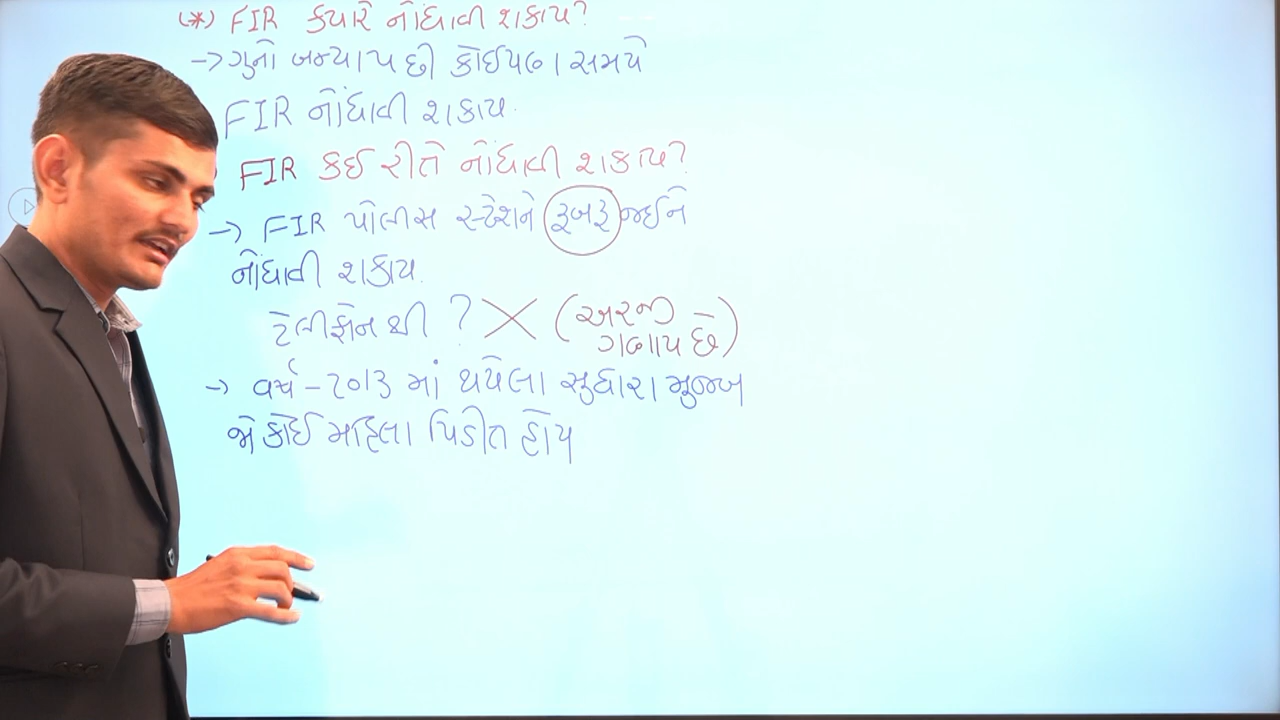 (*) FIR ક્યારે નોંધાવી શકાય?
→ ગુનો બન્યા પછી કોઈપણ સમયે
FIR નોંધાવી શકાય.
FIR કઈ રીતે નોંધાવી શકાય?
→ FIR પોલીસ સ્ટેશને રૂબરૂ જઈને
નોંધાવી શકાય.
ટેલીફોન થી ? X (અરજી
ગણાય છે)
→ વર્ષ - ૨૦૧૩ માં થયેલા સુધારા મુજબ
જો કોઈ મહિલા પિડીત હોય